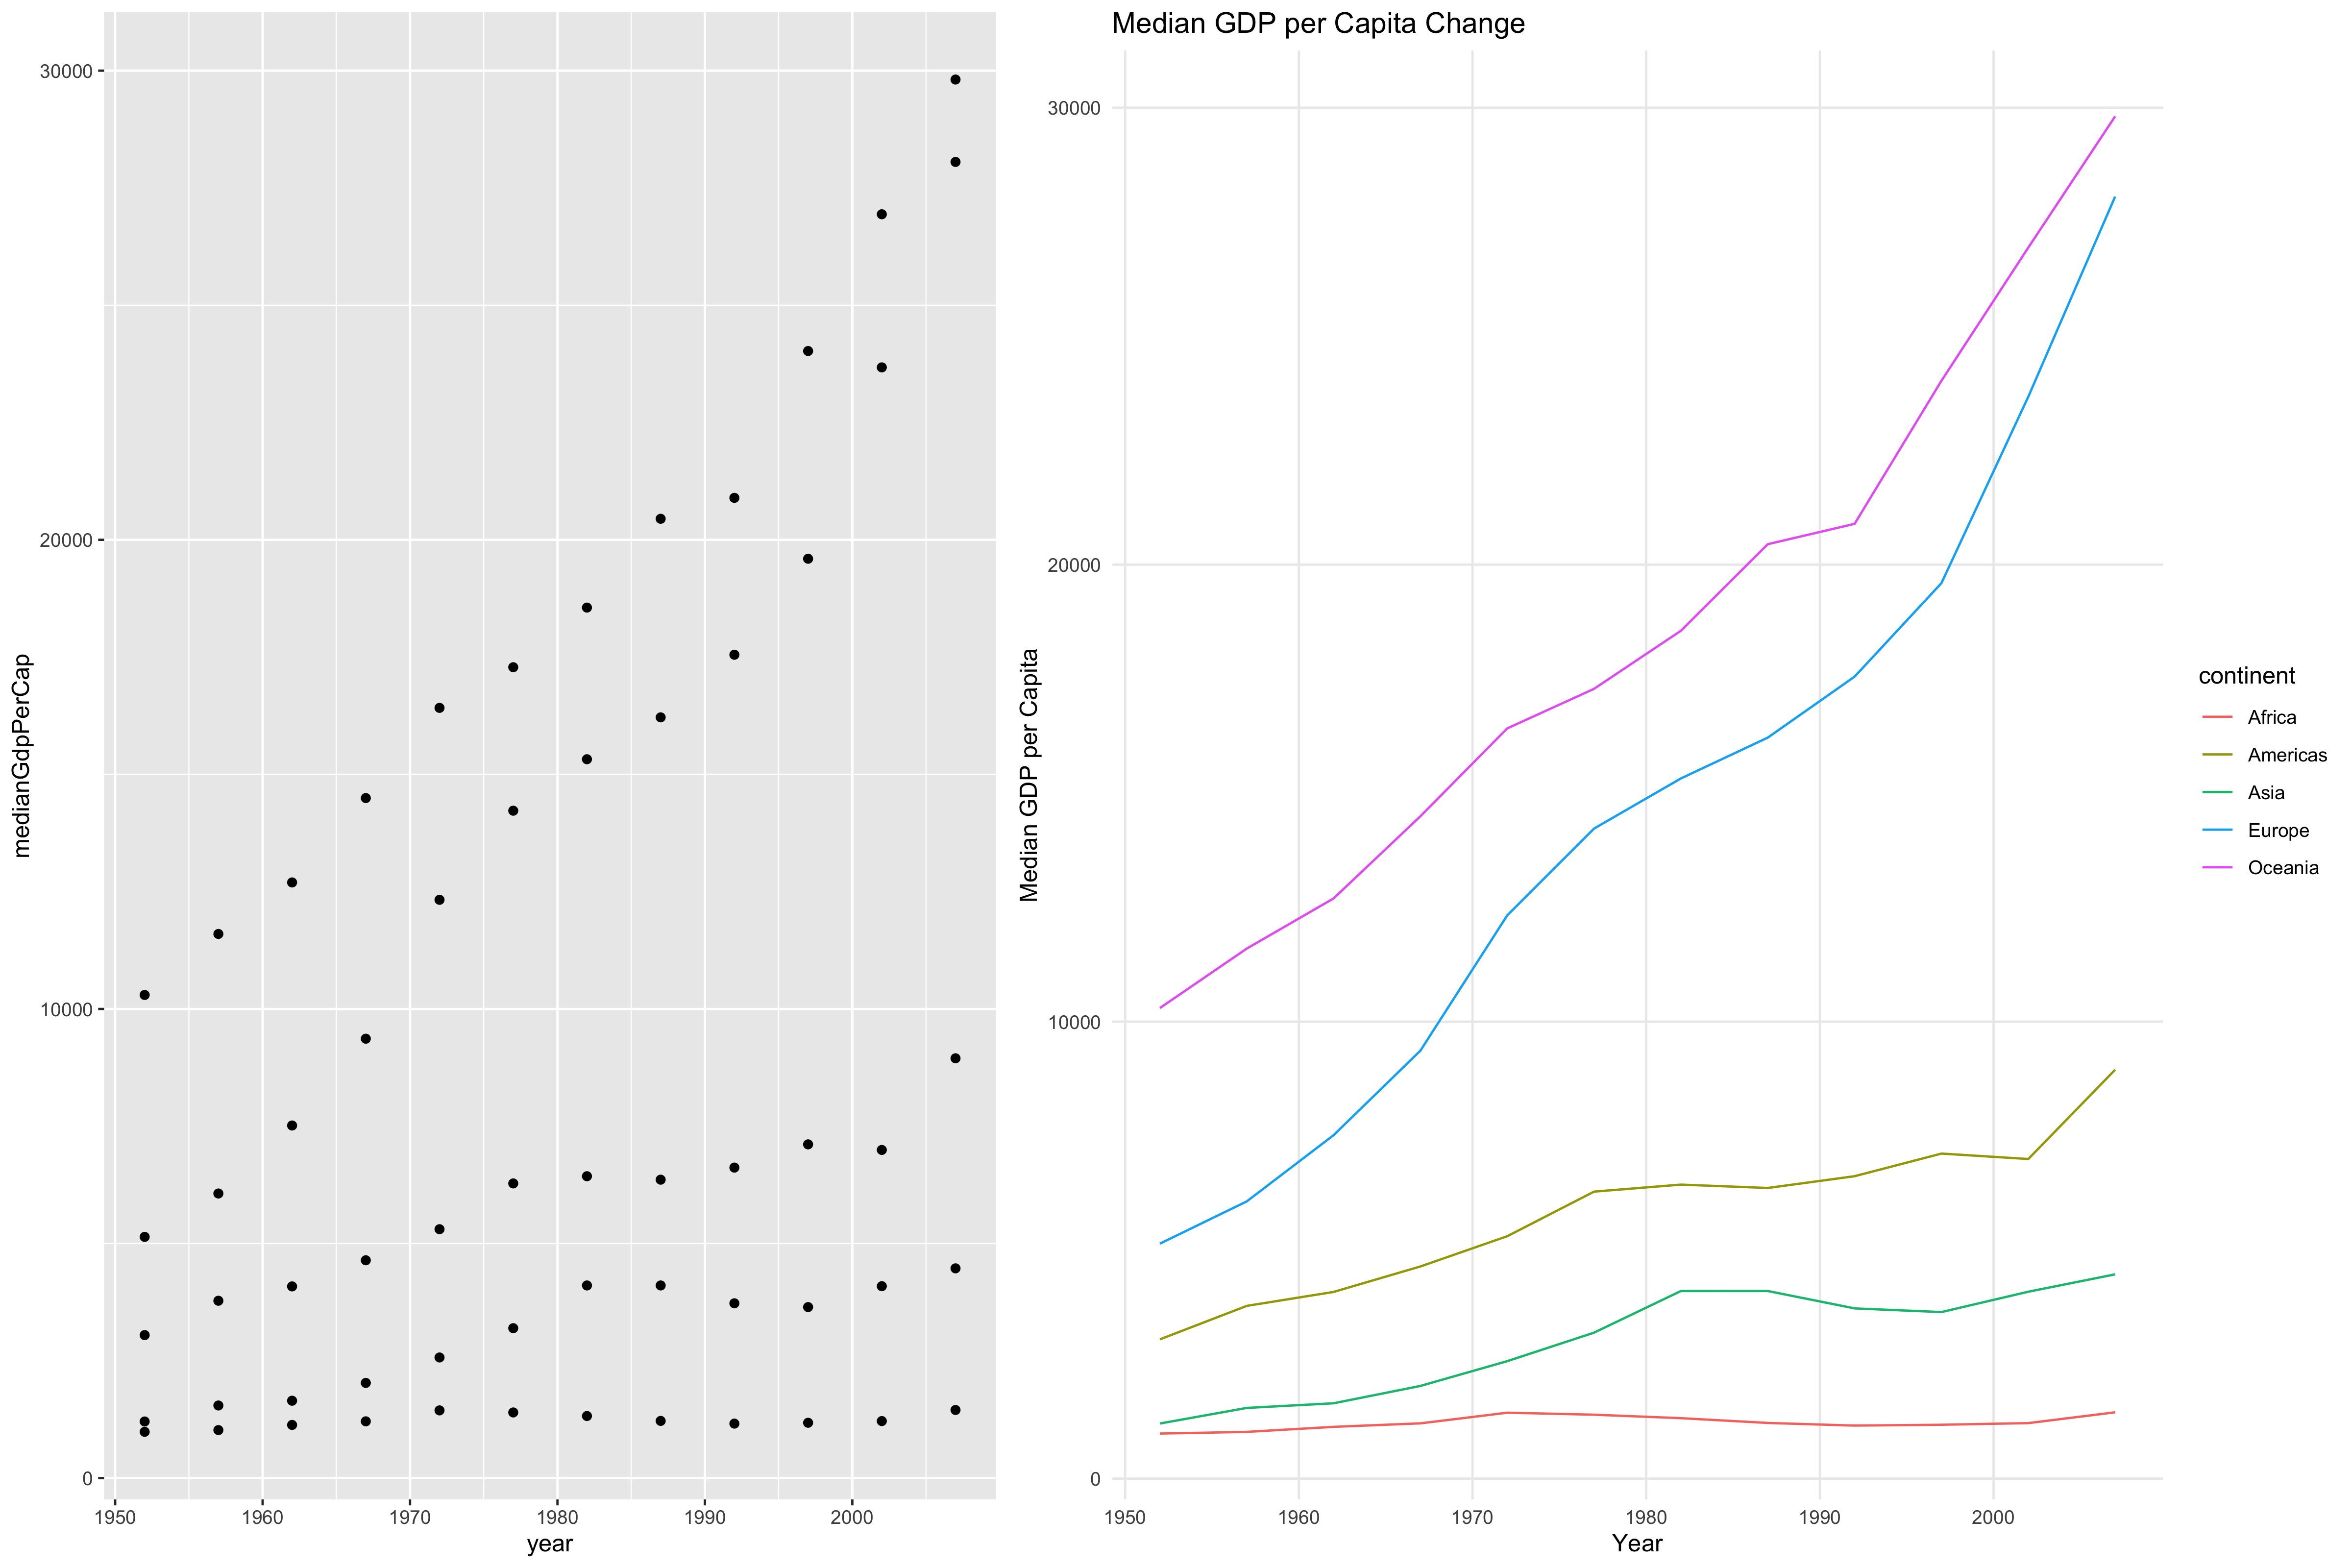 30000
20000
10000
0
medianGdpPerCap
1950 1960 1970 1980 1990 2000
year
Median GDP per Capita Change
30000
20000
10000
0
Median GDP per Capita
1950 1960 1970 1980 1990 2000
Year
continent
Africa
Americas
Asia
Europe
Oceania